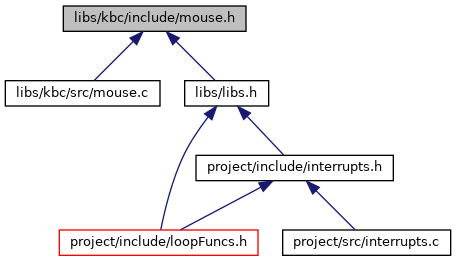 libs/kbc/include/mouse.h
libs/kbc/src/mouse.c
libs/libs.h
project/include/interrupts.h
project/include/loopFuncs.h
project/src/interrupts.c